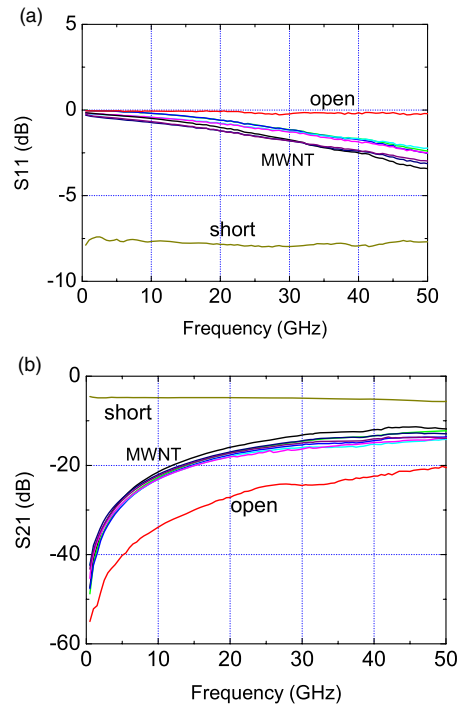 (a)
5
0
-5
-10
S11 (dB)
open
MWNT
short
10 20 30 40 50
Frequency (GHz)
(b)
0
-20
-40
-60
S21 (dB)
short
MWNT
open
0 10 20 30 40 50
Frequency (GHz)